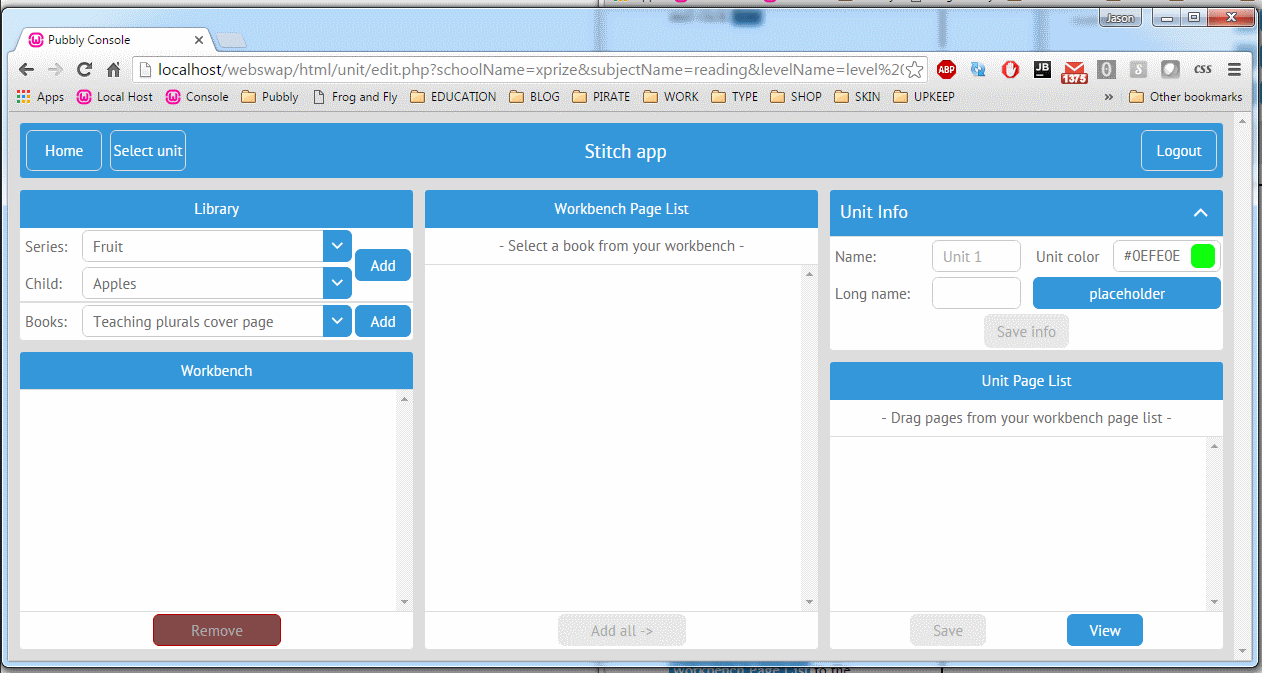 Jason
Pubbly Console
localhost/webswap/html/unit/edit.php?schoolName=xprize&subjectName=reading&levelName=level%20
ABP
JB
1375
css
Apps
Local Host
Console
Pubbly
Frog and Fly
EDUCATION
BLOG
PIRATE
WORK
TYPE
SHOP
SKIN
UPKEEP
»
Other bookmarks
Home
Select unit
Stitch app
Logout
Library
Series: Fruit
Add
Child: Apples
Books: Teaching plurals cover page Add
Workbench
Remove
Workbench Page List
- Select a book from your workbench -
Add all ->
Unit Info
Name: Unit 1 Unit color #0EFE0E
Long name: placeholder
Save info
Unit Page List
- Drag pages from your workbench page list -
Save View
Workbench Page List to the